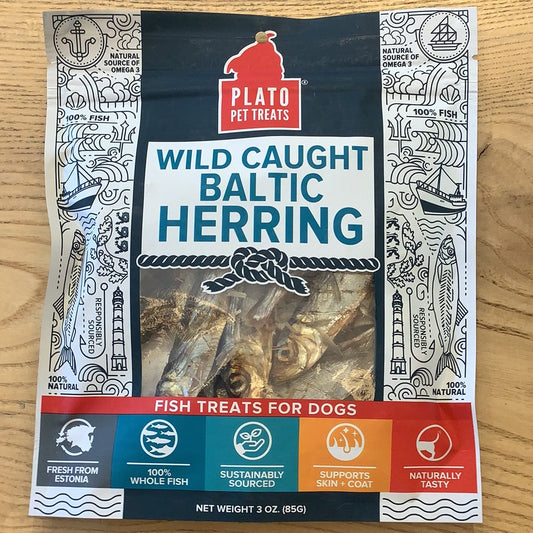 NATURAL
SOURCE OF
OMEGA 3
NATURAL
SOURCE OF
OMEGA 3
PLATO
PET TREATS
®
100% FISH
100% FISH
WILD CAUGHT
BALTIC
HERRING
RESPONSIBLY
SOURCED
RESPONSIBLY
SOURCED
100%
NATURAL
100%
NATURAL
FISH TREATS FOR DOGS
FRESH FROM
ESTONIA
100%
WHOLE FISH
SUSTAINABLY
SOURCED
SUPPORTS
SKIN + COAT
NATURALLY
TASTY
NET WEIGHT 3 OZ. (85G)